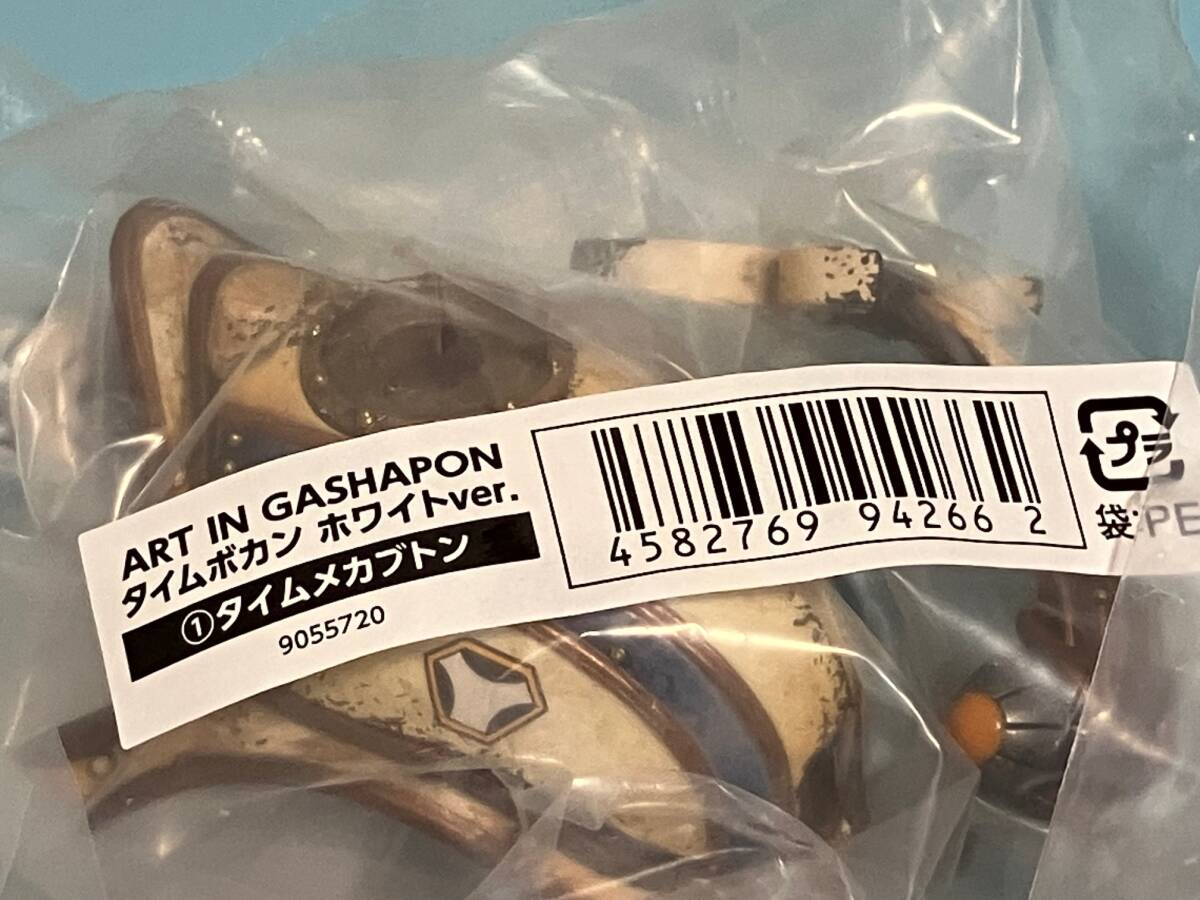 ART IN GASHAPON
タイムボカン ホワイトver.
①タイムメカブトン
9055720
4582769 94266 2
プラ
袋:PE